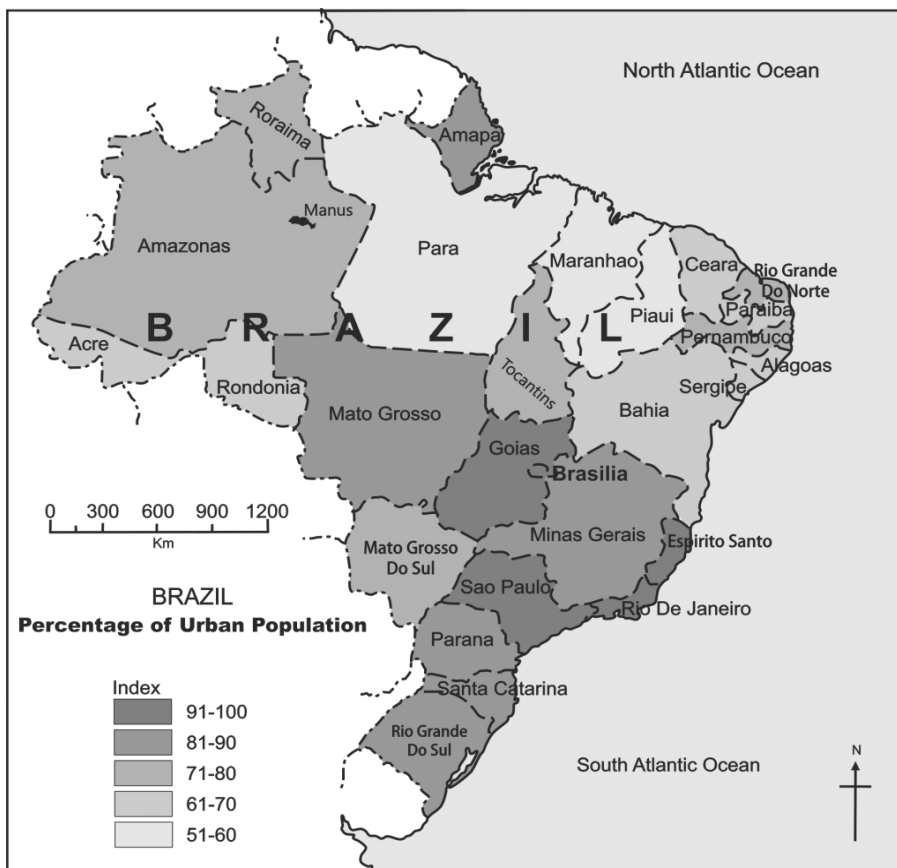 North Atlantic Ocean
Roraima
Amapa
Manus
Amazonas
Para
Maranhao
Ceara
Rio Grande
Do Norte
Piaui
Paraiba
BRAZIL
Acre
Pernambuco
Rondonia
Tocantins
Alagoas
Sergipe
Bahia
Mato Grosso
Goias
Brasilia
0 300 600 900 1200
Km
Minas Gerais
Espirito Santo
Mato Grosso
Do Sul
Sao Paulo
Rio De Janeiro
BRAZIL
Percentage of Urban Population
Parana
Santa Catarina
Index
91-100
81-90
71-80
61-70
51-60
Rio Grande
Do Sul
South Atlantic Ocean
N